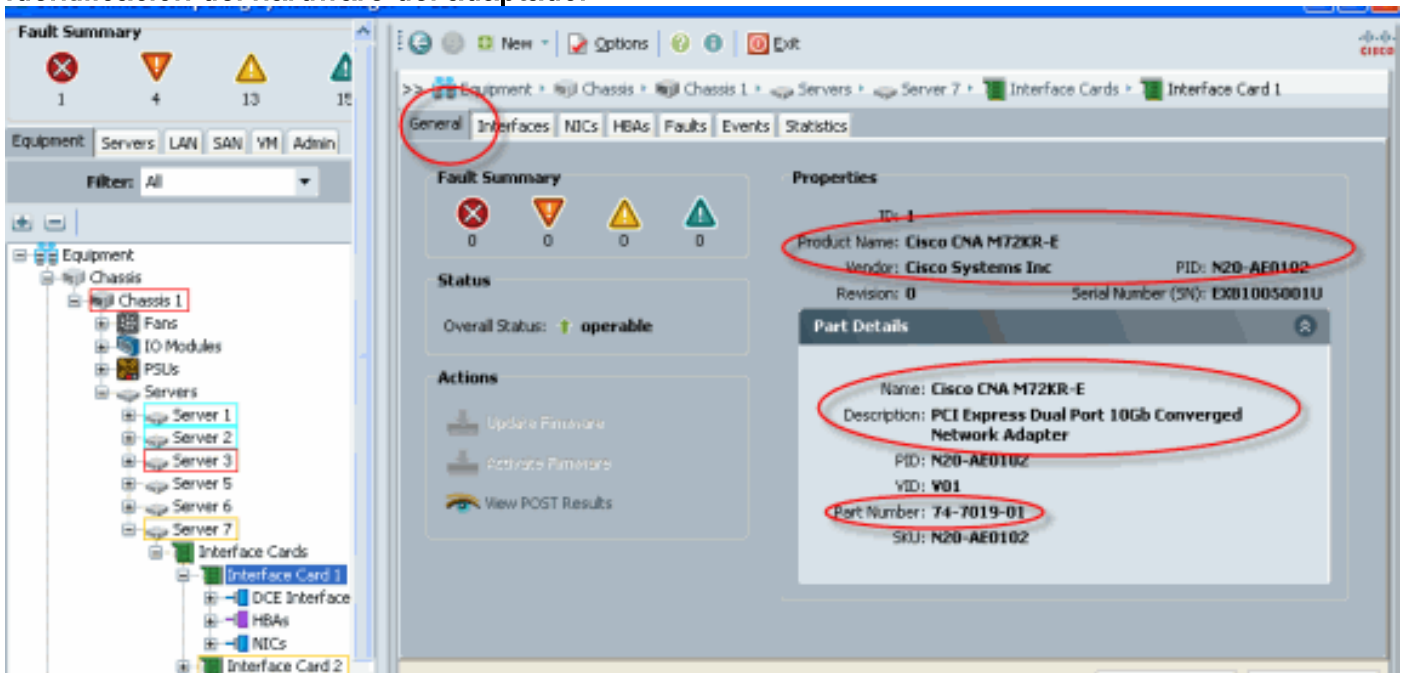 Fault Summary
1 4 13 15
Equipment Servers LAN SAN VM Admin
Filter: All
Equipment
Chassis
Chassis 1
Fans
IO Modules
PSUs
Servers
Server 1
Server 2
Server 3
Server 5
Server 6
Server 7
Interface Cards
Interface Card 1
DCE Interface
HBAs
NICs
Interface Card 2
New Options Exit
CISCO
>> Equipment Chassis Chassis 1 Servers Server 7 Interface Cards Interface Card 1
General Interfaces NICs HBAs Faults Events Statistics
Fault Summary
0 0 0 0
Status
Overall Status: operable
Actions
Update Firmware
Activate Firmware
View POST Results
Properties
ID: 1
Product Name: Cisco CNA M72KR-E
Vendor: Cisco Systems Inc PID: N20-AE0102
Revision: 0 Serial Number (SN): EXB1005001U
Part Details
Name: Cisco CNA M72KR-E
Description: PCI Express Dual Port 10Gb Converged
Network Adapter
PID: N20-AE0102
VID: V01
Part Number: 74-7019-01
SKU: N20-AE0102